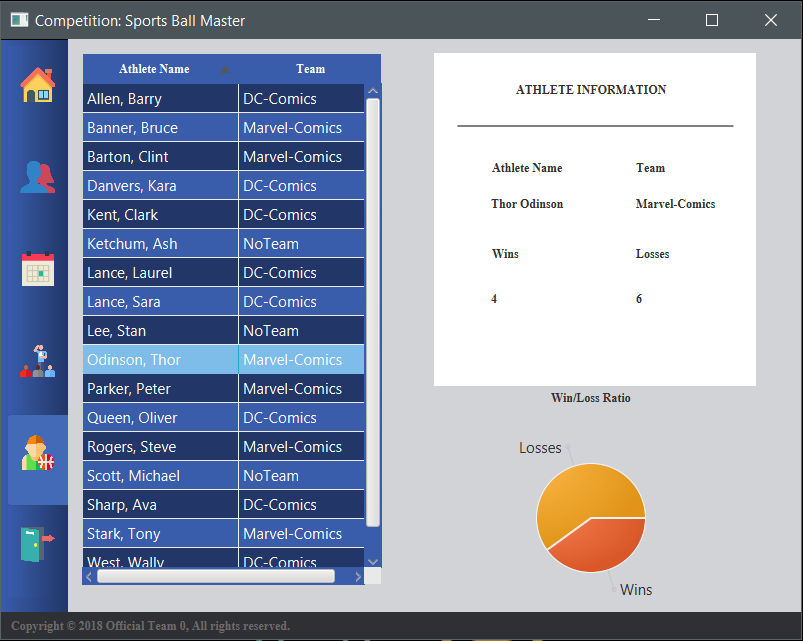 Competition: Sports Ball Master
Athlete Name Team
Allen, Barry DC-Comics
Banner, Bruce Marvel-Comics
Barton, Clint Marvel-Comics
Danvers, Kara DC-Comics
Kent, Clark DC-Comics
Ketchum, Ash NoTeam
Lance, Laurel DC-Comics
Lance, Sara DC-Comics
Lee, Stan NoTeam
Odinson, Thor Marvel-Comics
Parker, Peter Marvel-Comics
Queen, Oliver DC-Comics
Rogers, Steve Marvel-Comics
Scott, Michael NoTeam
Sharp, Ava DC-Comics
Stark, Tony Marvel-Comics
West, Wally DC-Comics
ATHLETE INFORMATION
Athlete Name Team
Thor Odinson Marvel-Comics
Wins Losses
4 6
Win/Loss Ratio
Losses
Wins
Copyright © 2018 Official Team 0, All rights reserved.